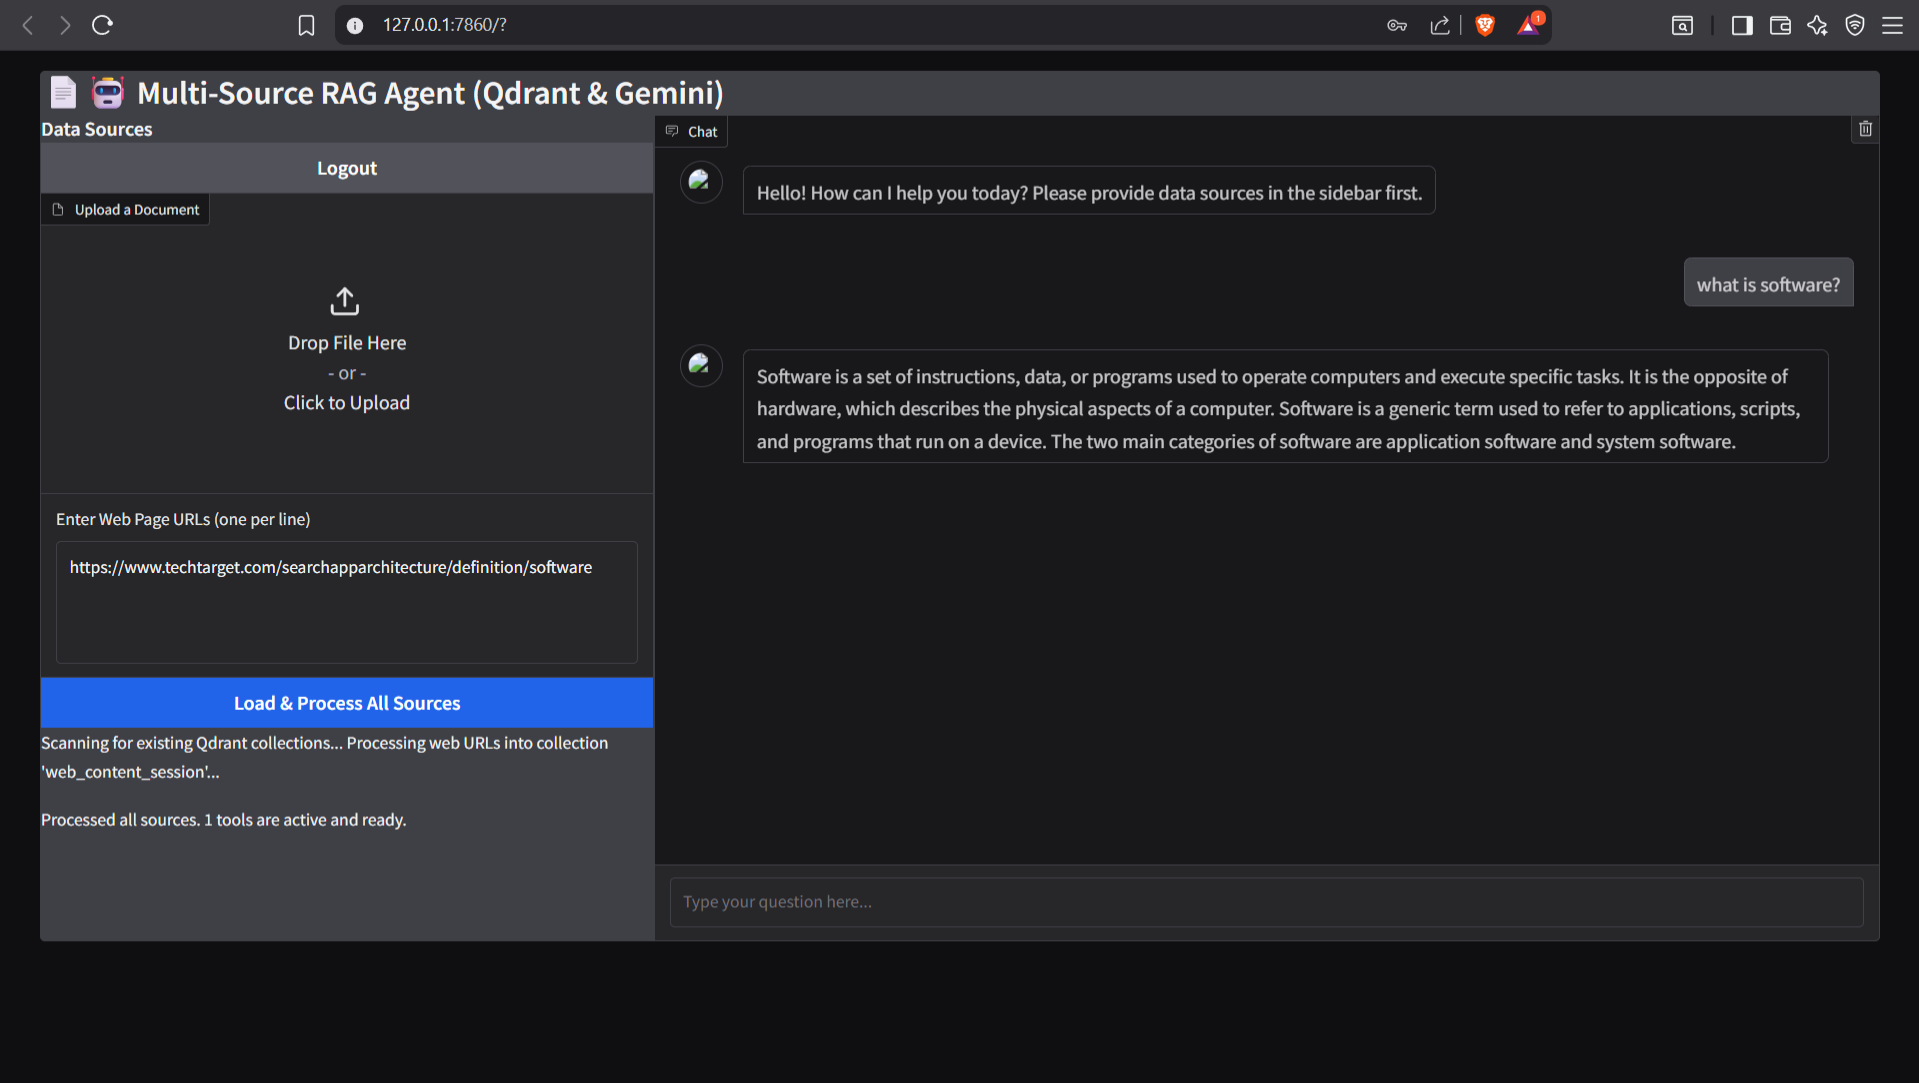 127.0.0.1:7860/?
1
Multi-Source RAG Agent (Qdrant & Gemini)
Data Sources
Logout
Upload a Document
Drop File Here
- or -
Click to Upload
Enter Web Page URLs (one per line)
https://www.techtarget.com/searchapparchitecture/definition/software
Load & Process All Sources
Scanning for existing Qdrant collections... Processing web URLs into collection
'web_content_session'...
Processed all sources. 1 tools are active and ready.
Chat
Hello! How can I help you today? Please provide data sources in the sidebar first.
what is software?
Software is a set of instructions, data, or programs used to operate computers and execute specific tasks. It is the opposite of
hardware, which describes the physical aspects of a computer. Software is a generic term used to refer to applications, scripts,
and programs that run on a device. The two main categories of software are application software and system software.
Type your question here...